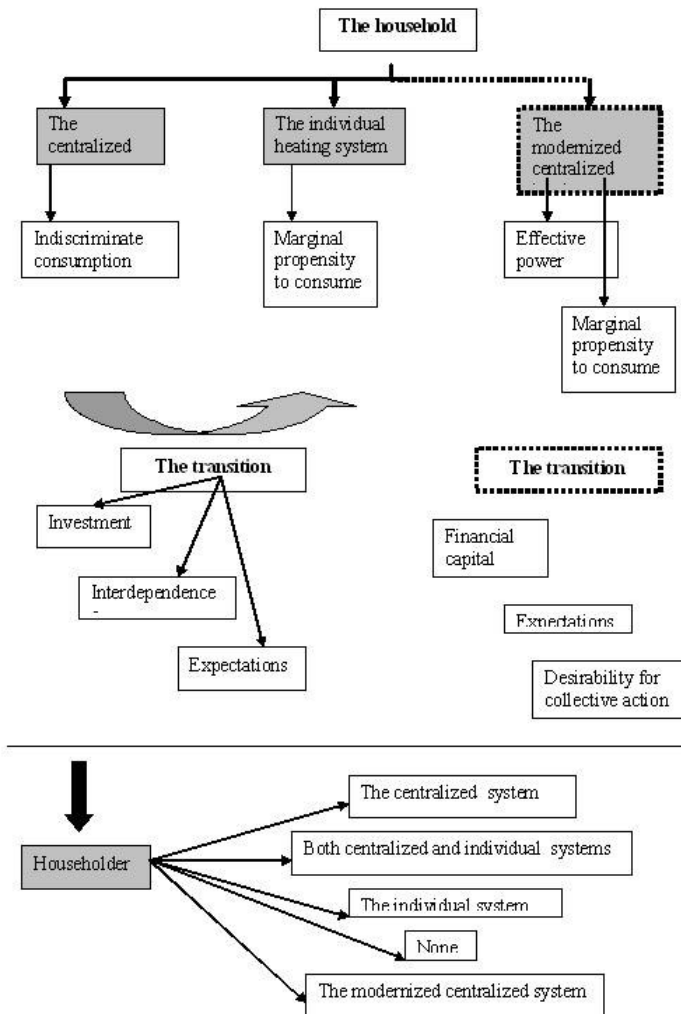 The household
The
centralized
The individual
heating system
The
modernized
centralized
Indiscriminate
consumption
Marginal
propensity
to consume
Effective
power
Marginal
propensity
to consume
The transition
The transition
Investment
Financial
capital
Interdependence
-
Expectations
Expectations
Desirability for
collective action
The centralized system
Householder
Both centralized and individual systems
The individual system
None
The modernized centralized system